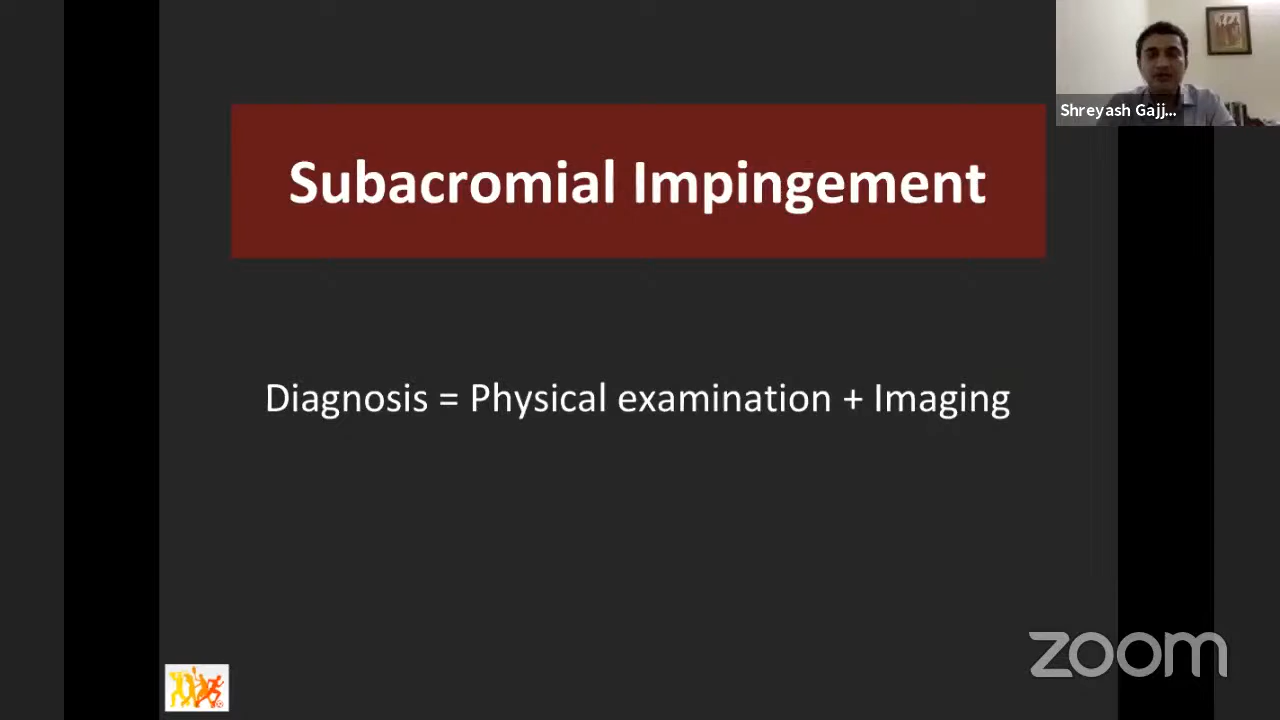 Shreyash Gajj...
Subacromial Impingement
Diagnosis = Physical examination + Imaging
zoom